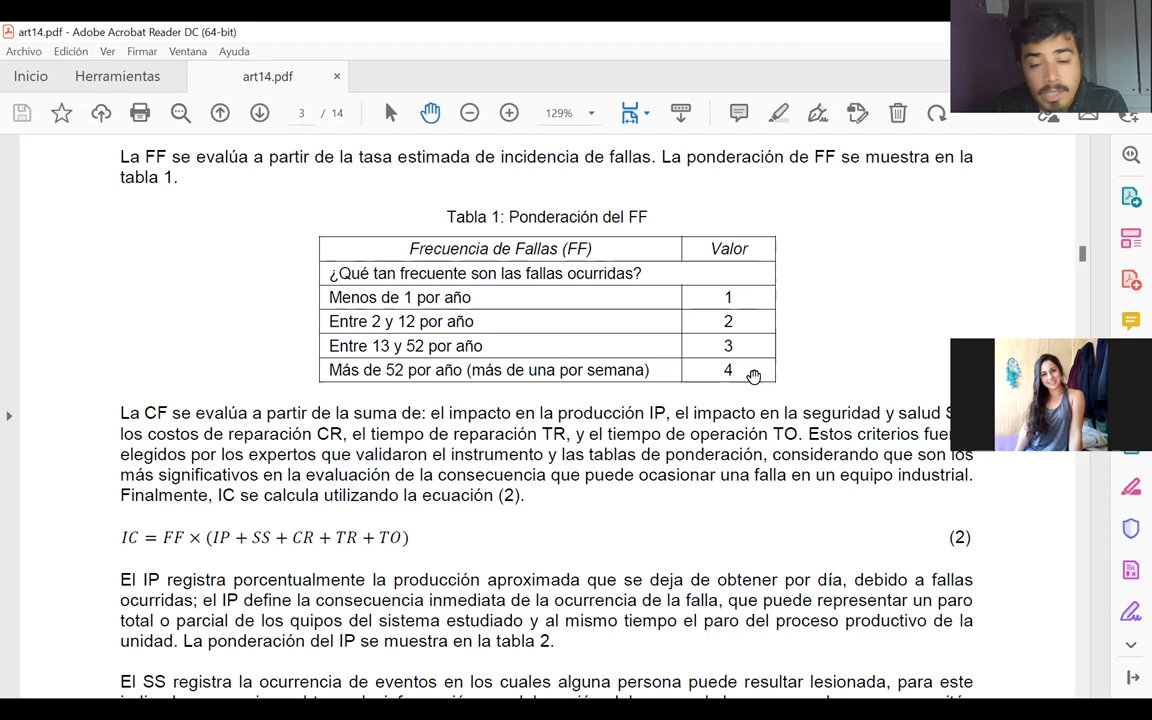 art14.pdf - Adobe Acrobat Reader DC (64-bit)
Archivo Edición Ver Firmar Ventana Ayuda
Inicio Herramientas art14.pdf ×
3 / 14 129%
La FF se evalúa a partir de la tasa estimada de incidencia de fallas. La ponderación de FF se muestra en la
tabla 1.
Tabla 1: Ponderación del FF
Frecuencia de Fallas (FF) Valor
¿Qué tan frecuente son las fallas ocurridas?
Menos de 1 por año 1
Entre 2 y 12 por año 2
Entre 13 y 52 por año 3
Más de 52 por año (más de una por semana) 4
La CF se evalúa a partir de la suma de: el impacto en la producción IP, el impacto en la seguridad y salud
los costos de reparación CR, el tiempo de reparación TR, y el tiempo de operación TO. Estos criterios
elegidos por los expertos que validaron el instrumento y las tablas de ponderación, considerando que son los
más significativos en la evaluación de la consecuencia que puede ocasionar una falla en un equipo industrial.
Finalmente, IC se calcula utilizando la ecuación (2).
IC = FF × (IP + SS + CR + TR + TO) (2)
El IP registra porcentualmente la producción aproximada que se deja de obtener por día, debido a fallas
ocurridas; el IP define la consecuencia inmediata de la ocurrencia de la falla, que puede representar un paro
total o parcial de los quipos del sistema estudiado y al mismo tiempo el paro del proceso productivo de la
unidad. La ponderación del IP se muestra en la tabla 2.
El SS registra la ocurrencia de eventos en los cuales alguna persona puede resultar lesionada, para este